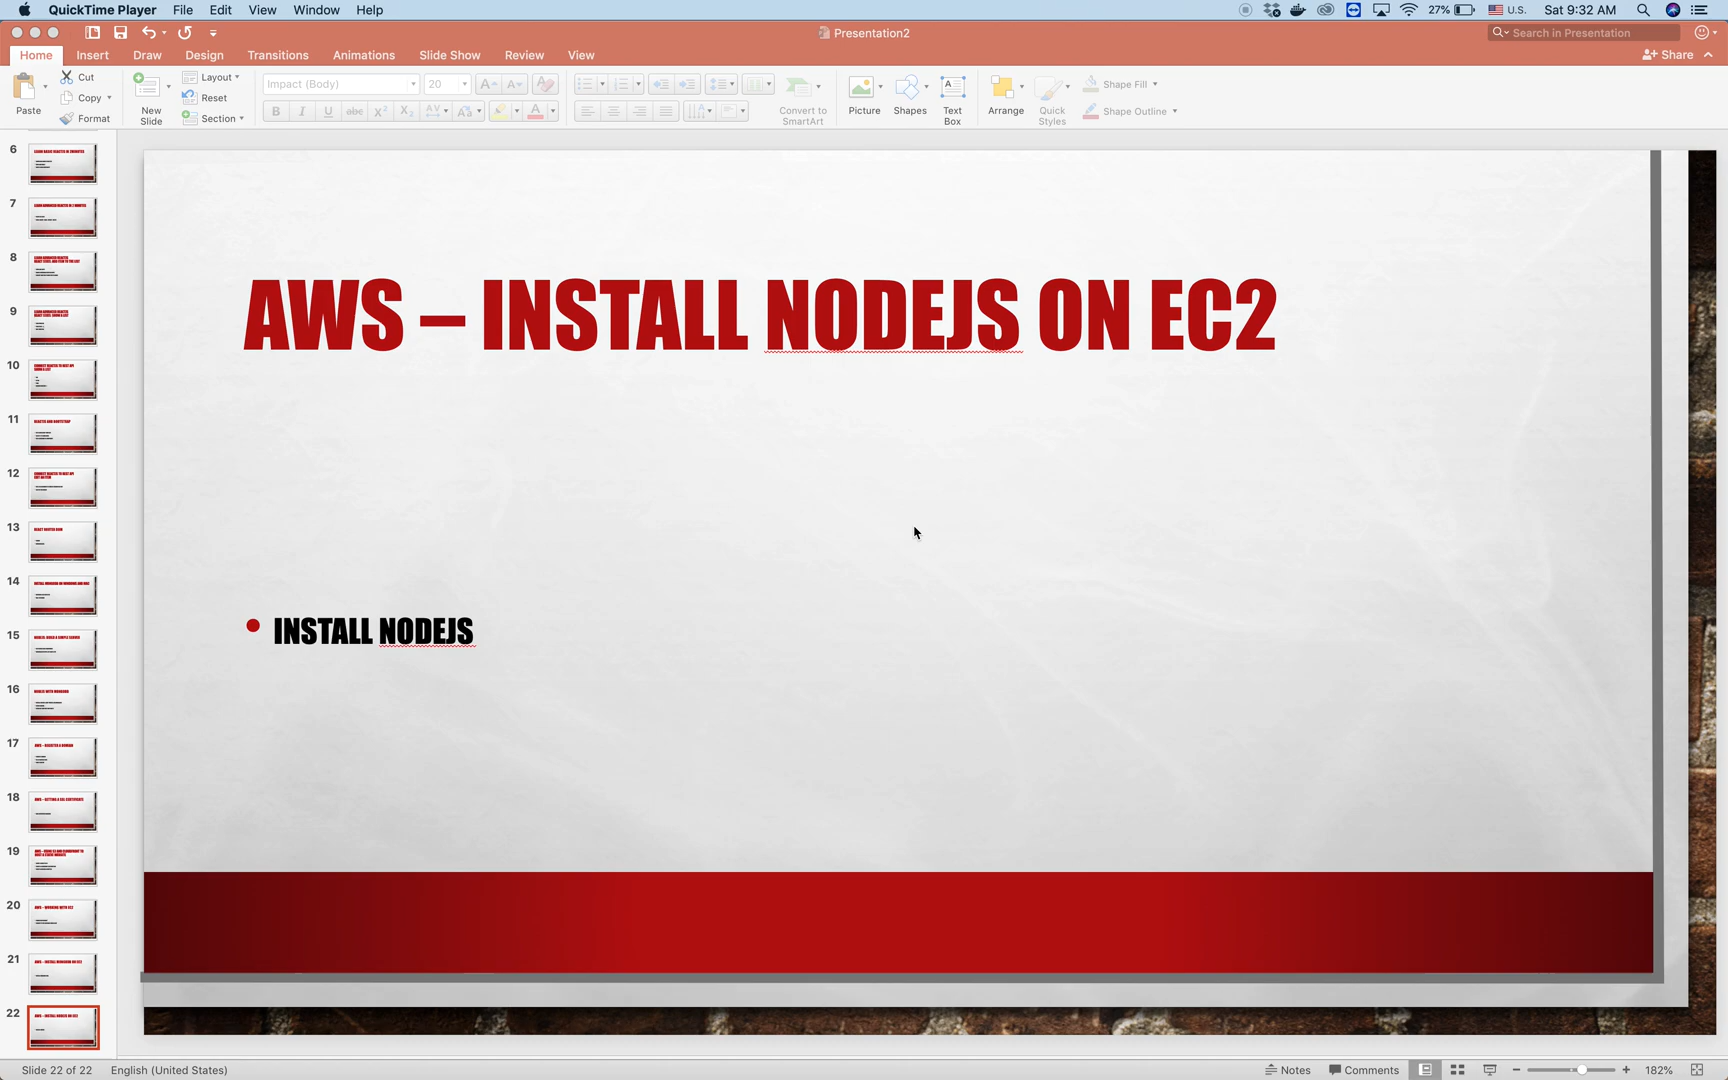 QuickTime Player File Edit View Window Help
27% U.S. Sat 9:32 AM
Presentation2
Search in Presentation
Home Insert Draw Design Transitions Animations Slide Show Review View
Share
Paste
Cut
Copy
Format
New Slide
Layout
Reset
Section
Impact (Body) 20
Convert to SmartArt
Picture
Shapes
Text Box
Arrange
Quick Styles
Shape Fill
Shape Outline
6
7
8
9
10
11
12
13
14
15
16
17
18
19
20
21
22
AWS – INSTALL NODEJS ON EC2
INSTALL NODEJS
Slide 22 of 22 English (United States)
Notes Comments 182%